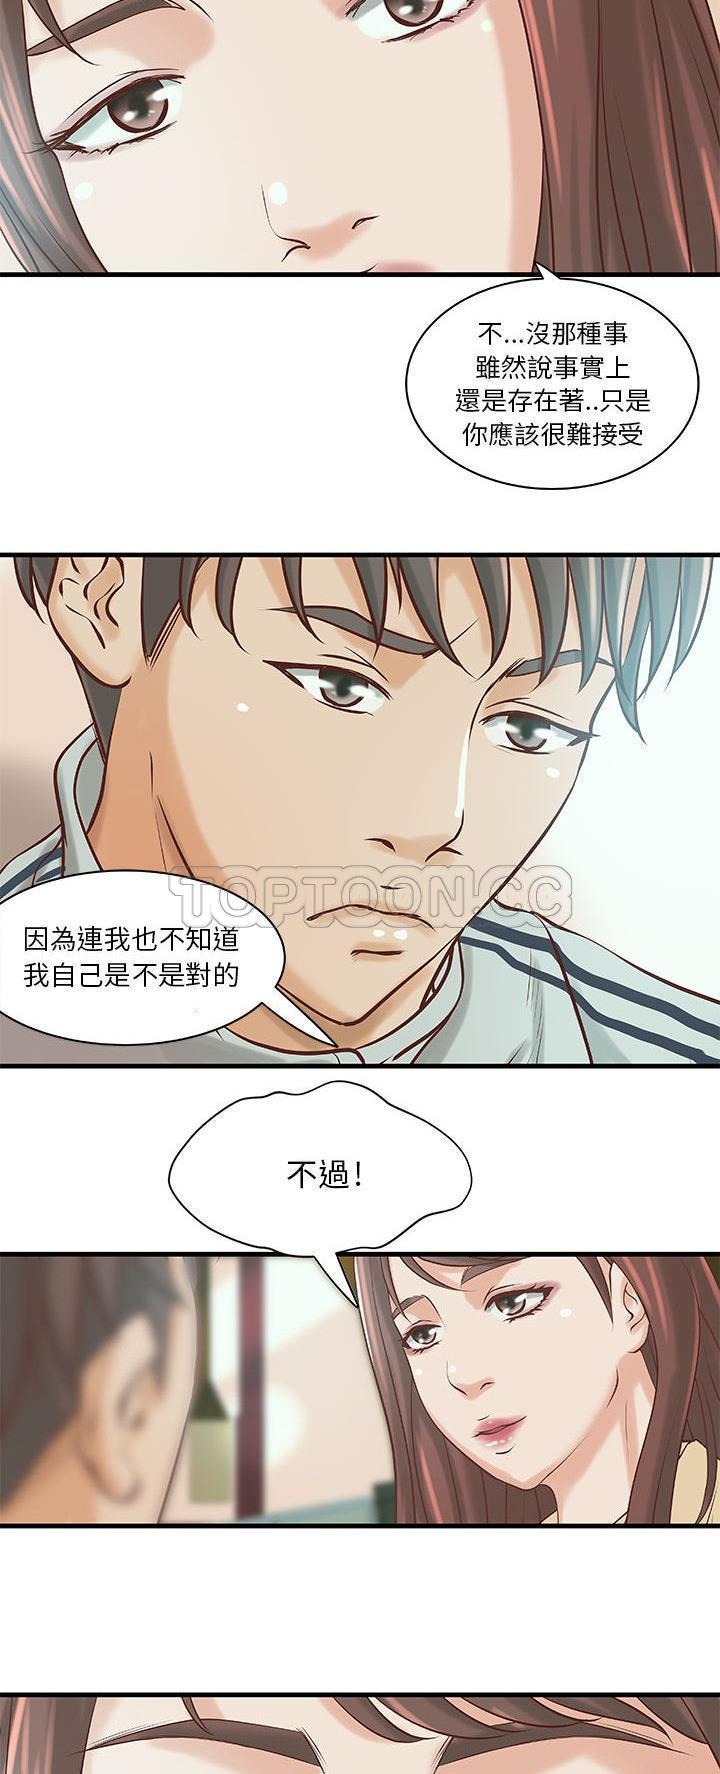 不...沒那種事
雖然說事實上
還是存在著..只是
你應該很難接受
TOPTOON.CC
因為連我也不知道
我自己是不是對的
不過!
TOPTOON.CC